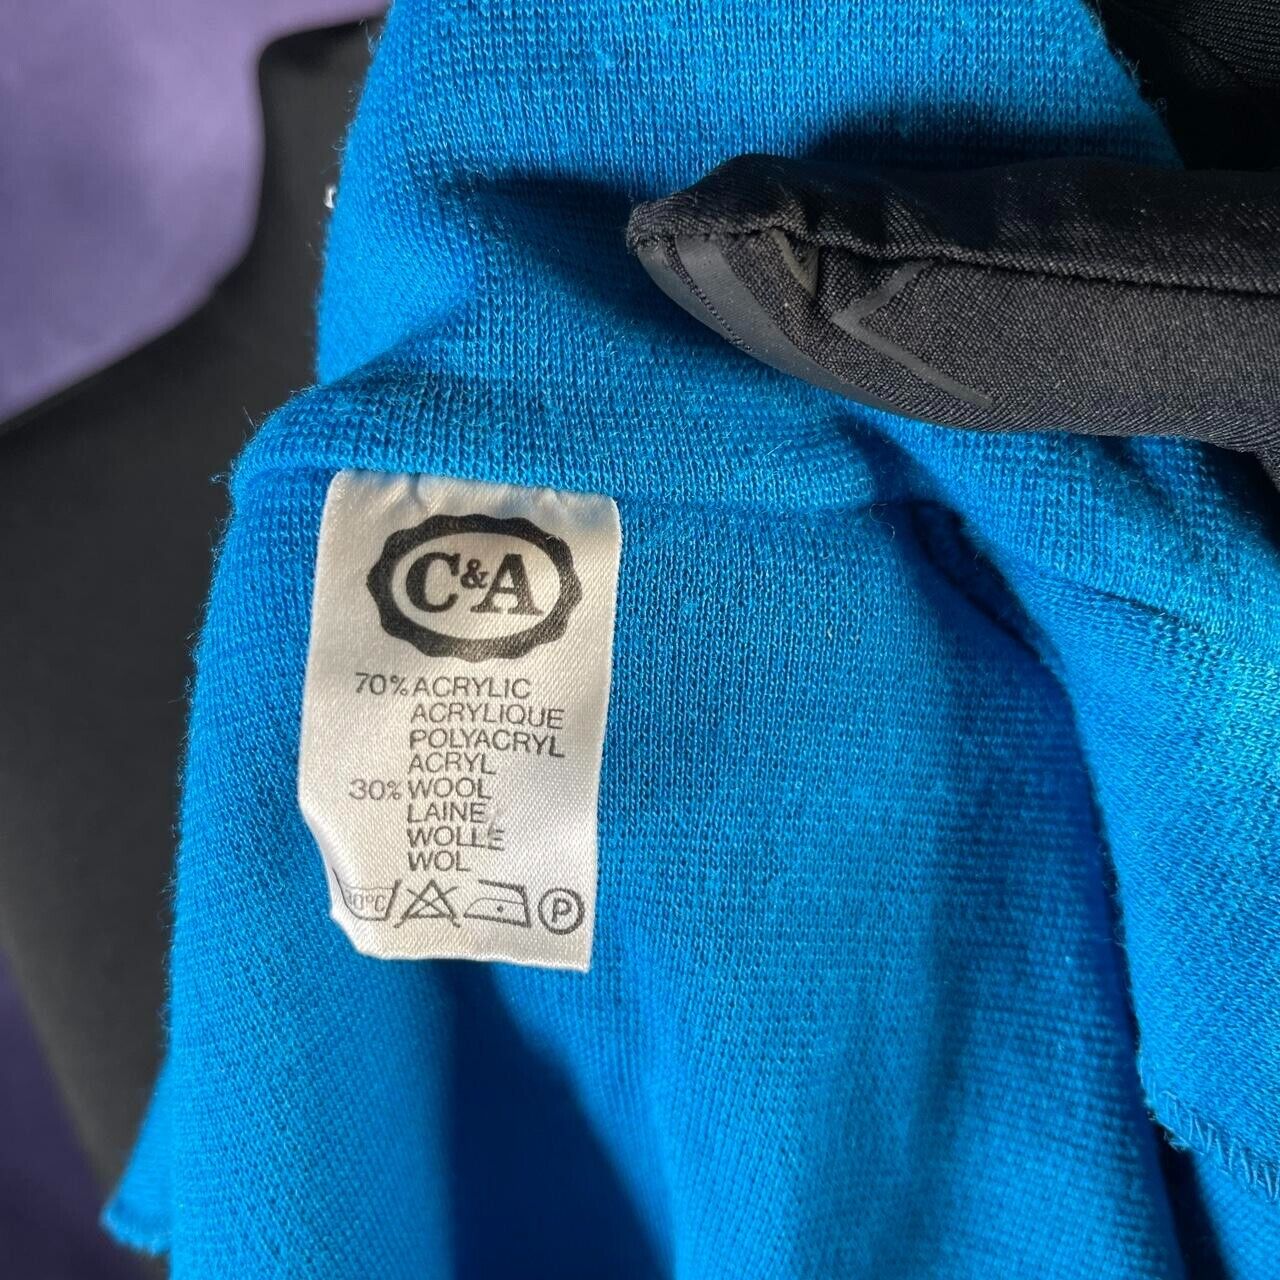 C&A
70% ACRYLIC
ACRYLIQUE
POLYACRYL
ACRYL
30% WOOL
LAINE
WOLLE
WOL
P